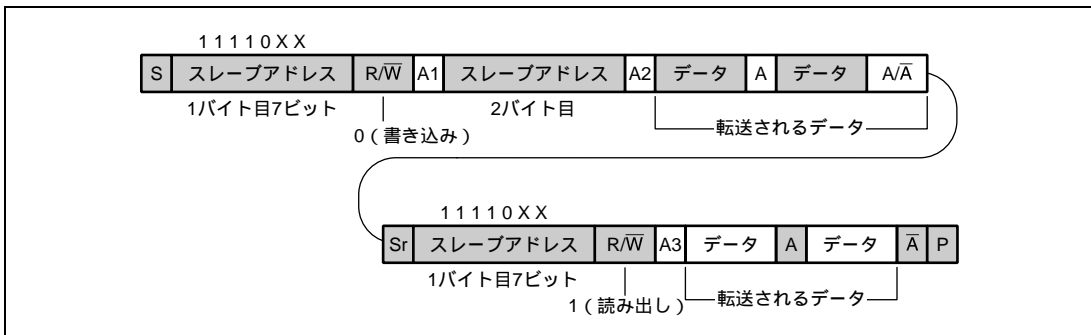 11110XX
S スレーブアドレス R/W̅ A1 スレーブアドレス A2 データ A データ A/A̅
1バイト目7ビット 2バイト目
0(書き込み) 転送されるデータ
11110XX
Sr スレーブアドレス R/W̅ A3 データ A データ A̅ P
1バイト目7ビット
1(読み出し) 転送されるデータ